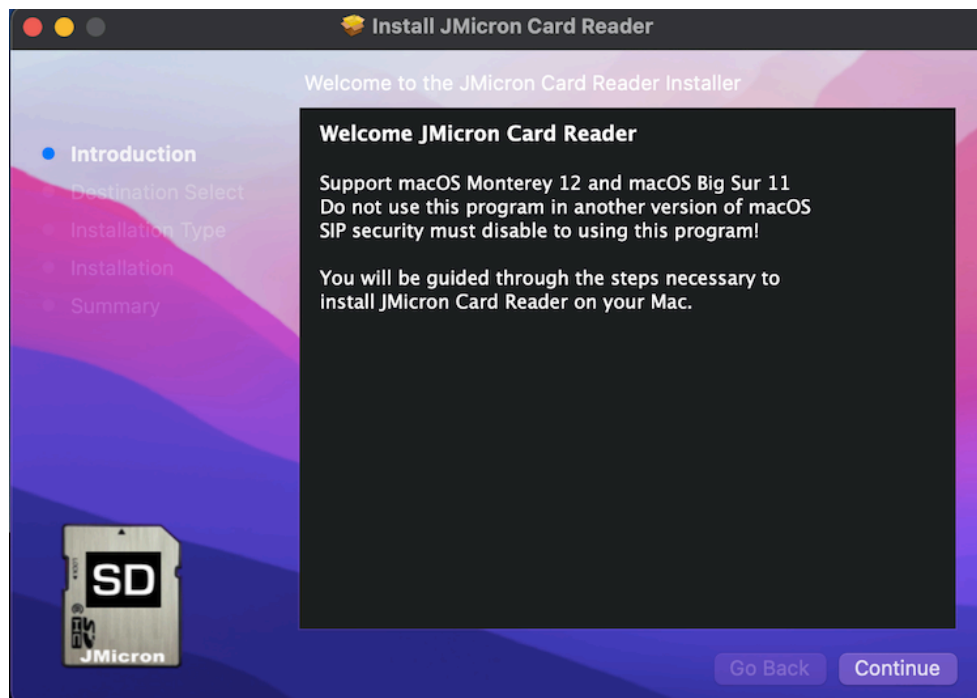 Install JMicron Card Reader
Welcome to the JMicron Card Reader Installer
Introduction
Destination Select
Installation Type
Installation
Summary
Welcome JMicron Card Reader
Support macOS Monterey 12 and macOS Big Sur 11
Do not use this program in another version of macOS
SIP security must disable to using this program!
You will be guided through the steps necessary to
install JMicron Card Reader on your Mac.
SD
JMicron
Go Back
Continue